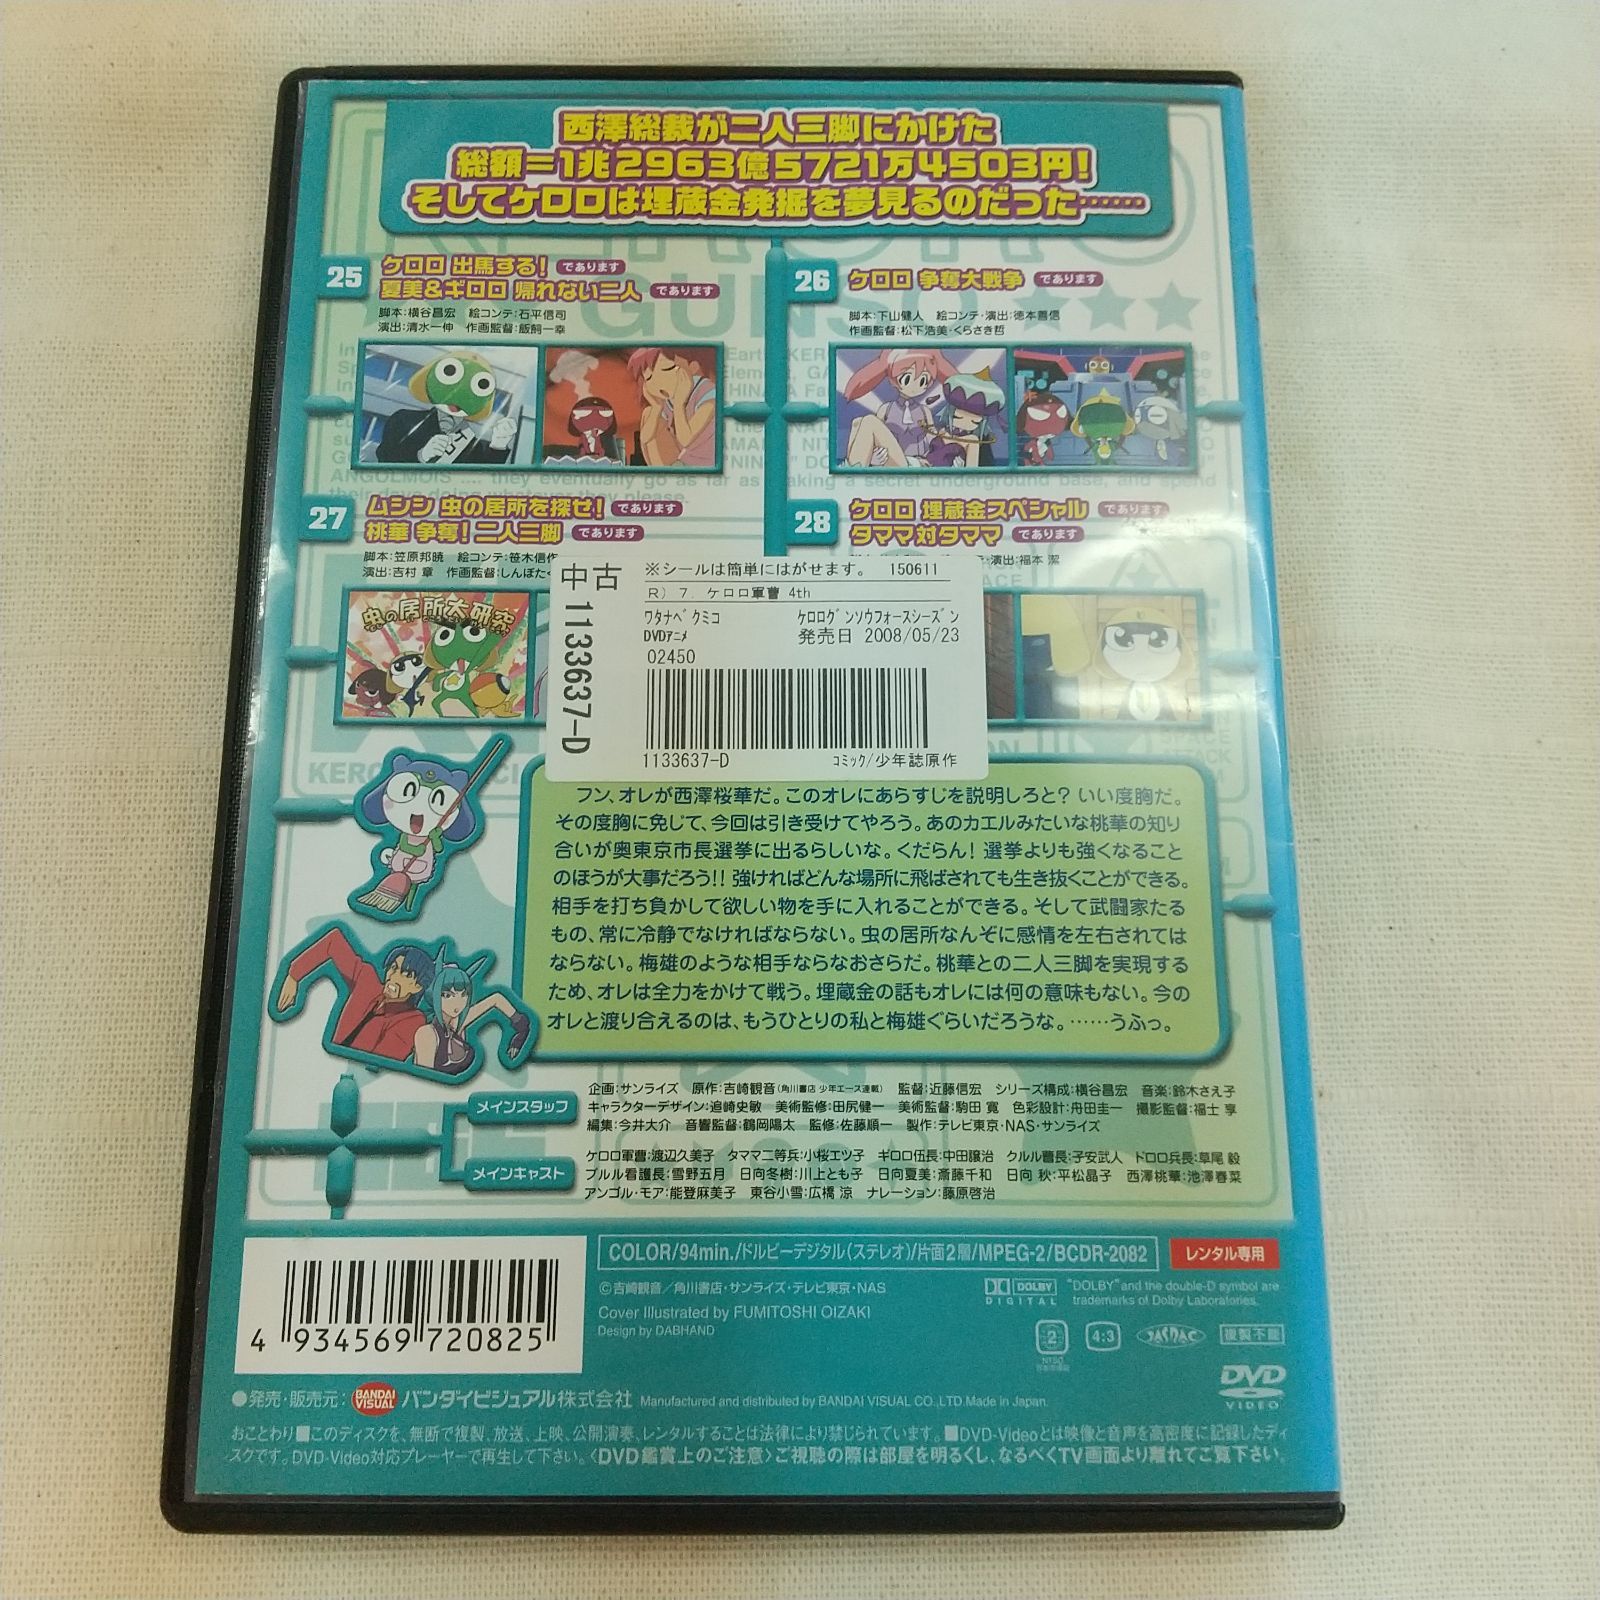 西澤総裁が二人三脚にかけた
総額=1兆2963億5721万4503円!
そしてケロロは埋蔵金発掘を夢見るのだった……
25
ケロロ 出馬する! であります
夏美&ギロロ 帰れない二人 であります
脚本:横谷昌宏 絵コンテ:石平信司
演出:清水一伸 作画監督:飯飼一幸
26
ケロロ 争奪大戦争 であります
脚本:下山健人 絵コンテ・演出:徳本善信
作画監督:松下浩美・くらさき哲
27
ムシシ 虫の居所を探せ! であります
桃華 争奪! 二人三脚 であります
脚本:笠原邦暁 絵コンテ:笹木信作
演出:吉村 章 作画監督:しんぼたく
28
ケロロ 埋蔵金スペシャル であります
タママ対タママ であります
演出:福本 潔
虫の居所大研究
中古 1133637-D
※シールは簡単にはがせます。 150611
R) 7. ケロロ軍曹 4th
ワタナベ クミコ ケロログンソウフォースシーズン
DVDアニメ 発売日 2008/05/23
02450
1133637-D コミック/少年誌原作
フン、オレが西澤桜華だ。このオレにあらすじを説明しろと? いい度胸だ。
その度胸に免じて、今回は引き受けてやろう。あのカエルみたいな桃華の知り
合いが奥東京市長選挙に出るらしいな。くだらん! 選挙よりも強くなること
のほうが大事だろう!! 強ければどんな場所に飛ばされても生き抜くことができる。
相手を打ち負かして欲しい物を手に入れることができる。そして武闘家たる
もの、常に冷静でなければならない。虫の居所なんぞに感情を左右されては
ならない。梅雄のような相手ならなおさらだ。桃華との二人三脚を実現する
ため、オレは全力をかけて戦う。埋蔵金の話もオレには何の意味もない。今の
オレと渡り合えるのは、もうひとりの私と梅雄ぐらいだろうな。……うふっ。
メインスタッフ
企画:サンライズ 原作:吉崎観音(角川書店 少年エース連載) 監督:近藤信宏 シリーズ構成:横谷昌宏 音楽:鈴木さえ子
キャラクターデザイン:追崎史敏 美術監修:田尻健一 美術監督:駒田 寛 色彩設計:舟田圭一 撮影監督:福士 享
編集:今井大介 音響監督:鶴岡陽太 監修:佐藤順一 製作:テレビ東京・NAS・サンライズ
メインキャスト
ケロロ軍曹:渡辺久美子 タママ二等兵:小桜エツ子 ギロロ伍長:中田譲治 クルル曹長:子安武人 ドロロ兵長:草尾 毅
プルル看護長:雪野五月 日向冬樹:川上とも子 日向夏美:斎藤千和 日向 秋:平松晶子 西澤桃華:池澤春菜
アンゴル・モア:能登麻美子 東谷小雪:広橋 涼 ナレーション:藤原啓治
COLOR/94min./ドルビーデジタル(ステレオ)/片面2層/MPEG-2/BCDR-2082
レンタル専用
©吉崎観音/角川書店・サンライズ・テレビ東京・NAS
Cover Illustrated by FUMITOSHI OIZAKI
Design by DABHAND
DOLBY DIGITAL
"DOLBY" and the double-D symbol are
trademarks of Dolby Laboratories.
2 NTSC
4:3
JASRAC
複製不能
DVD VIDEO
4 934569 720825
●発売・販売元: BANDAI VISUAL バンダイビジュアル株式会社 Manufactured and distributed by BANDAI VISUAL CO.,LTD. Made in Japan.
おことわり■このディスクを、無断で複製、放送、上映、公開演奏、レンタルすることは法律により禁じられています。■DVD-Videoとは映像と音声を高密度に記録したディ
スクです。DVD-Video対応プレーヤーで再生して下さい。〈DVD鑑賞上のご注意〉ご視聴の際は部屋を明るくし、なるべくTV画面より離れてご覧下さい。